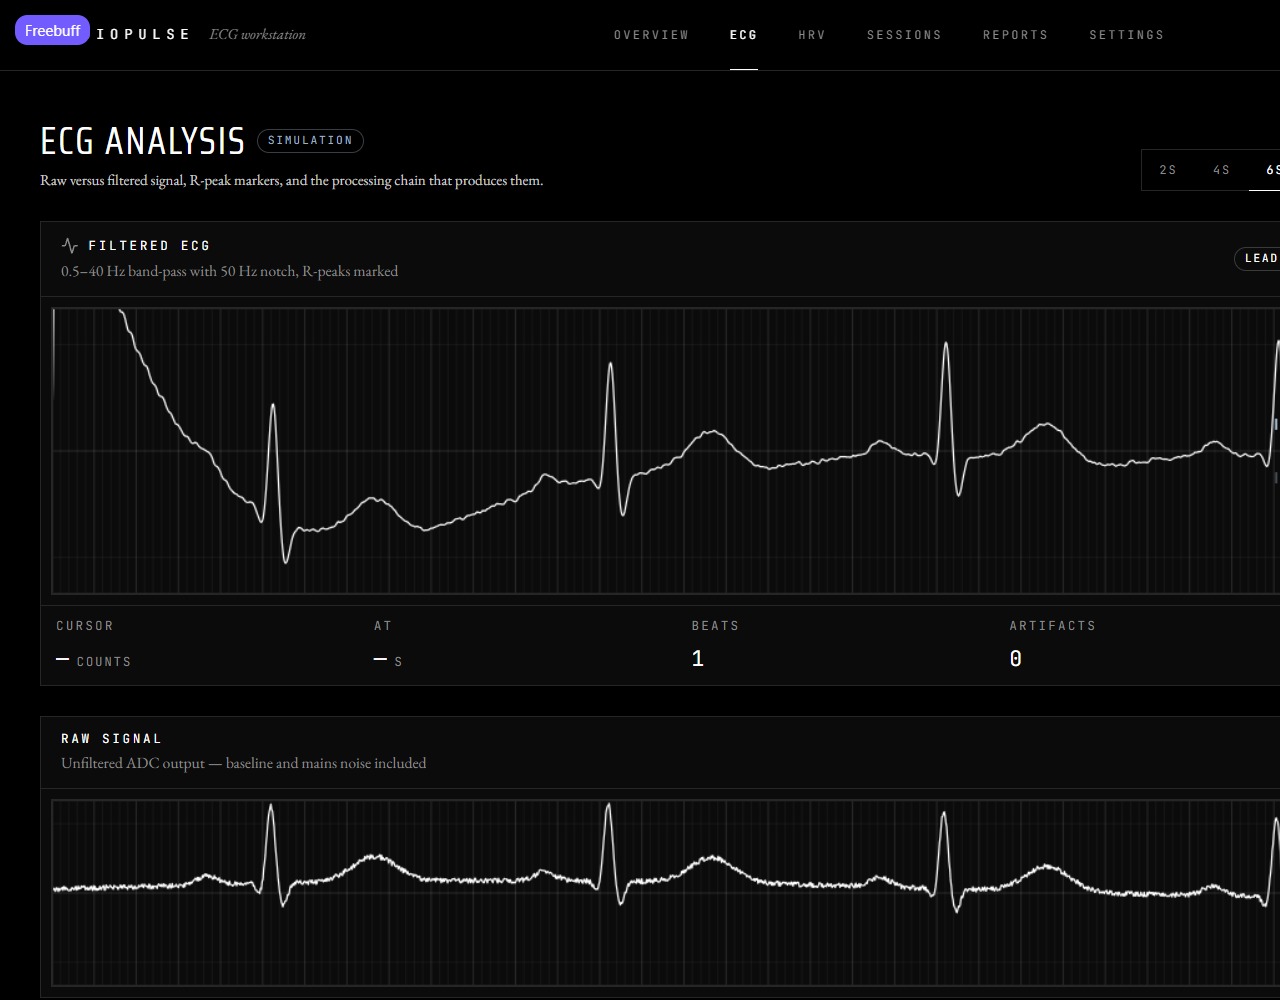 Freebuff IOPULSE ECG workstation OVERVIEW ECG HRV SESSIONS REPORTS SETTINGS
ECG ANALYSIS SIMULATION
Raw versus filtered signal, R-peak markers, and the processing chain that produces them.
2S 4S 6S
FILTERED ECG
0.5–40 Hz band-pass with 50 Hz notch, R-peaks marked
LEAD
CURSOR AT BEATS ARTIFACTS
— COUNTS — S 1 0
RAW SIGNAL
Unfiltered ADC output — baseline and mains noise included